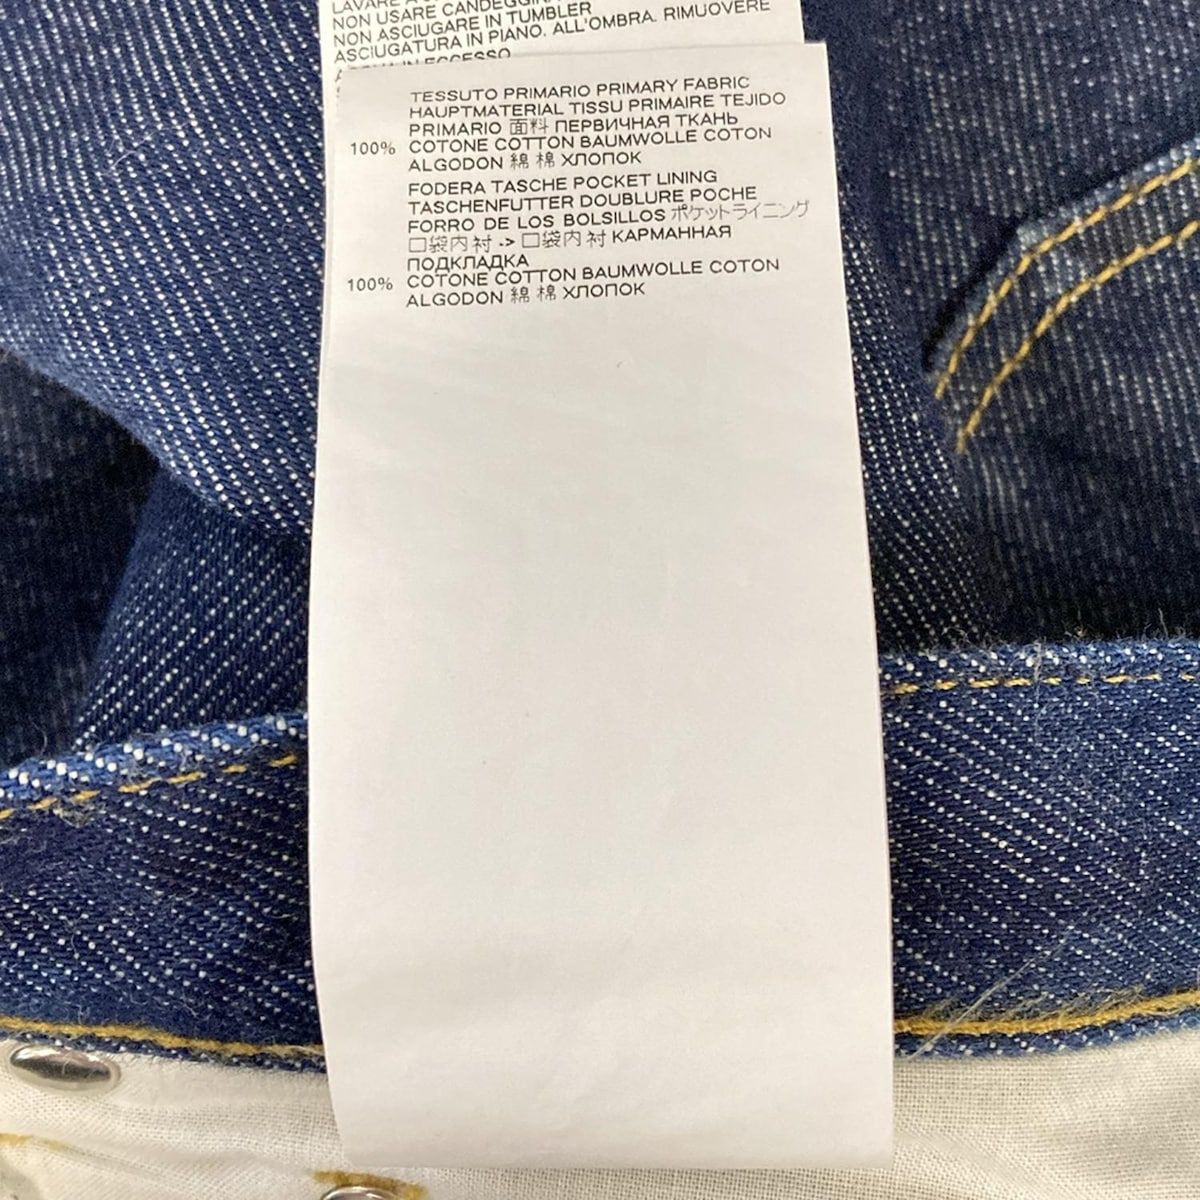 NON USARE CANDEGGINA
NON ASCIUGARE IN TUMBLER
ASCIUGATURA IN PIANO. ALL'OMBRA. RIMUOVERE
IN ECCESSO
TESSUTO PRIMARIO PRIMARY FABRIC
HAUPTMATERIAL TISSU PRIMAIRE TEJIDO
PRIMARIO 面料 ПЕРВИЧНАЯ ТКАНЬ
100% COTONE COTTON BAUMWOLLE COTON
ALGODON 綿 棉 ХЛОПОК
FODERA TASCHE POCKET LINING
TASCHENFUTTER DOUBLURE POCHE
FORRO DE LOS BOLSILLOS ポケットライニング
口袋内衬 -> 口袋内衬 КАРМАННАЯ
ПОДКЛАДКА
100% COTONE COTTON BAUMWOLLE COTON
ALGODON 綿 棉 ХЛОПОК